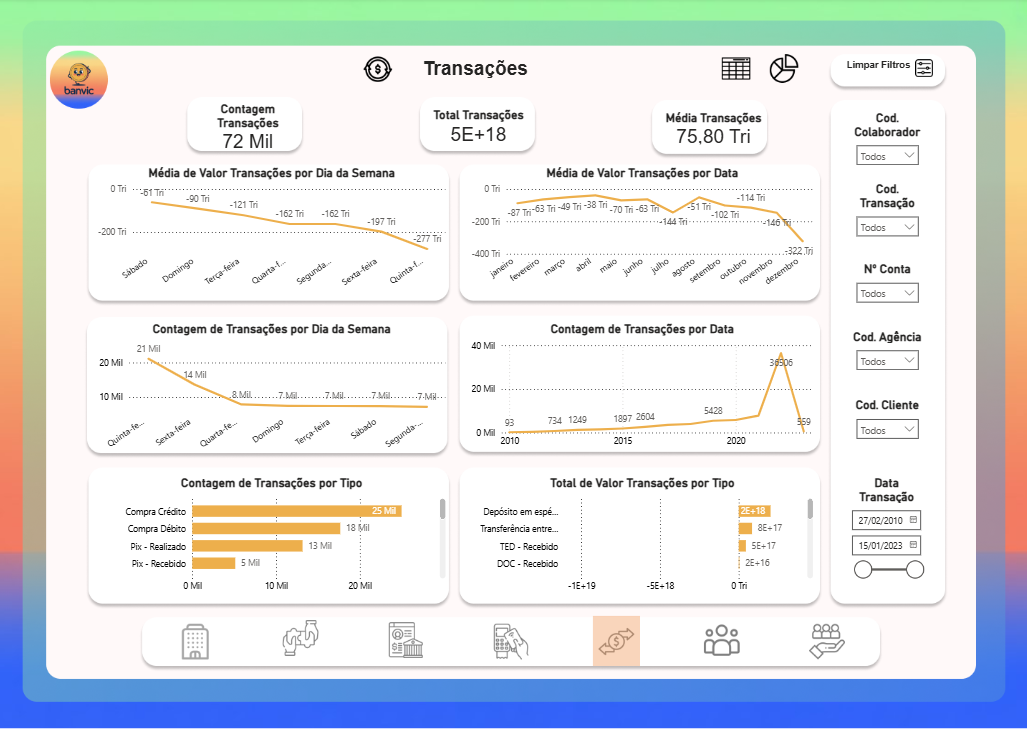 banvic
Transações
Limpar Filtros
Contagem
Transações
72 Mil
Total Transações
5E+18
Média Transações
75,80 Tri
Média de Valor Transações por Dia da Semana
0 Tri
-200 Tri
-61 Tri
-90 Tri
-121 Tri
-162 Tri
-162 Tri
-197 Tri
-277 Tri
Sábado
Domingo
Terça-feira
Quarta-f...
Segunda...
Sexta-feira
Quinta-f...
Média de Valor Transações por Data
0 Tri
-200 Tri
-400 Tri
-87 Tri
-63 Tri
-49 Tri
-38 Tri
-70 Tri
-63 Tri
-144 Tri
-51 Tri
-102 Tri
-114 Tri
-146 Tri
-322 Tri
janeiro
fevereiro
março
abril
maio
junho
julho
agosto
setembro
outubro
novembro
dezembro
Contagem de Transações por Dia da Semana
20 Mil
10 Mil
21 Mil
14 Mil
8 Mil
7 Mil
7 Mil
7 Mil
7 Mil
Quinta-fe...
Sexta-feira
Quarta-fe...
Domingo
Terça-feira
Sábado
Segunda-...
Contagem de Transações por Data
40 Mil
20 Mil
0 Mil
93
734
1249
1897
2604
5428
36506
559
2010
2015
2020
Contagem de Transações por Tipo
Compra Crédito
25 Mil
Compra Débito
18 Mil
Pix - Realizado
13 Mil
Pix - Recebido
5 Mil
0 Mil
10 Mil
20 Mil
Total de Valor Transações por Tipo
Depósito em espé...
2E+18
Transferência entre...
8E+17
TED - Recebido
5E+17
DOC - Recebido
2E+16
-1E+19
-5E+18
0 Tri
Cod.
Colaborador
Todos
Cod.
Transação
Todos
Nº Conta
Todos
Cod. Agência
Todos
Cod. Cliente
Todos
Data
Transação
27/02/2010
15/01/2023